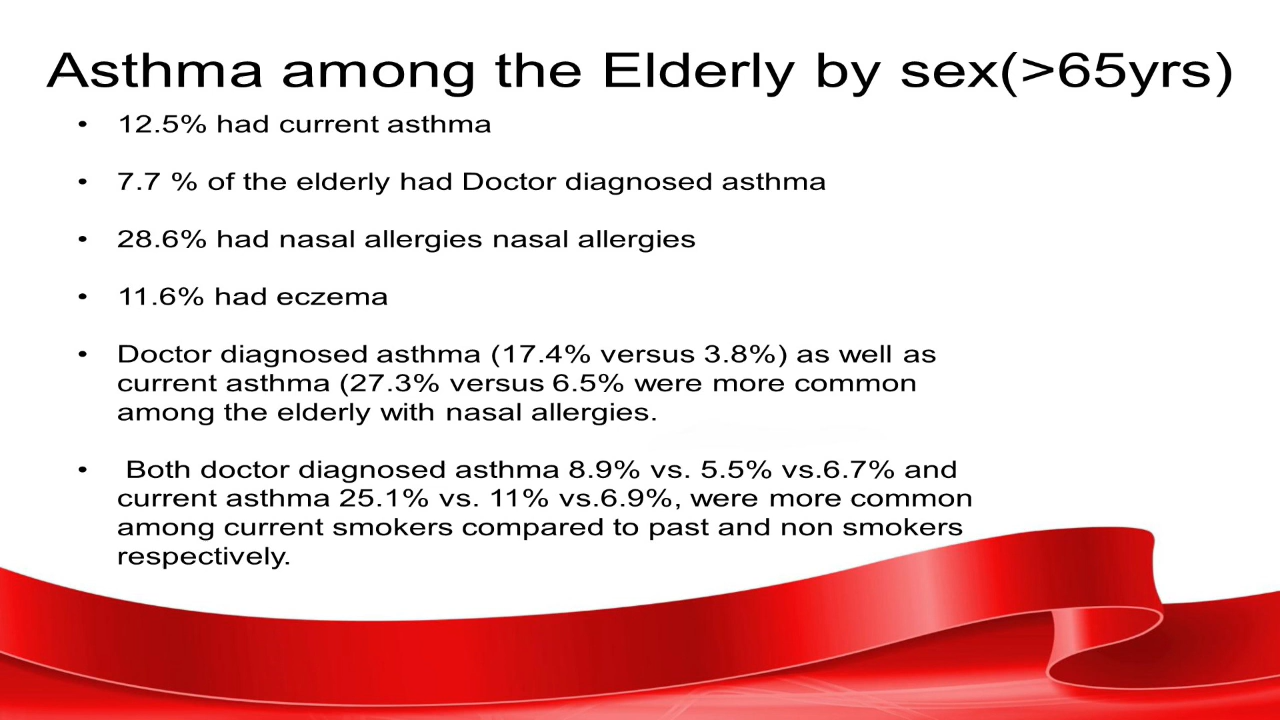 Asthma among the Elderly by sex(>65yrs)
• 12.5% had current asthma
• 7.7 % of the elderly had Doctor diagnosed asthma
• 28.6% had nasal allergies nasal allergies
• 11.6% had eczema
• Doctor diagnosed asthma (17.4% versus 3.8%) as well as
current asthma (27.3% versus 6.5% were more common
among the elderly with nasal allergies.
• Both doctor diagnosed asthma 8.9% vs. 5.5% vs.6.7% and
current asthma 25.1% vs. 11% vs.6.9%, were more common
among current smokers compared to past and non smokers
respectively.